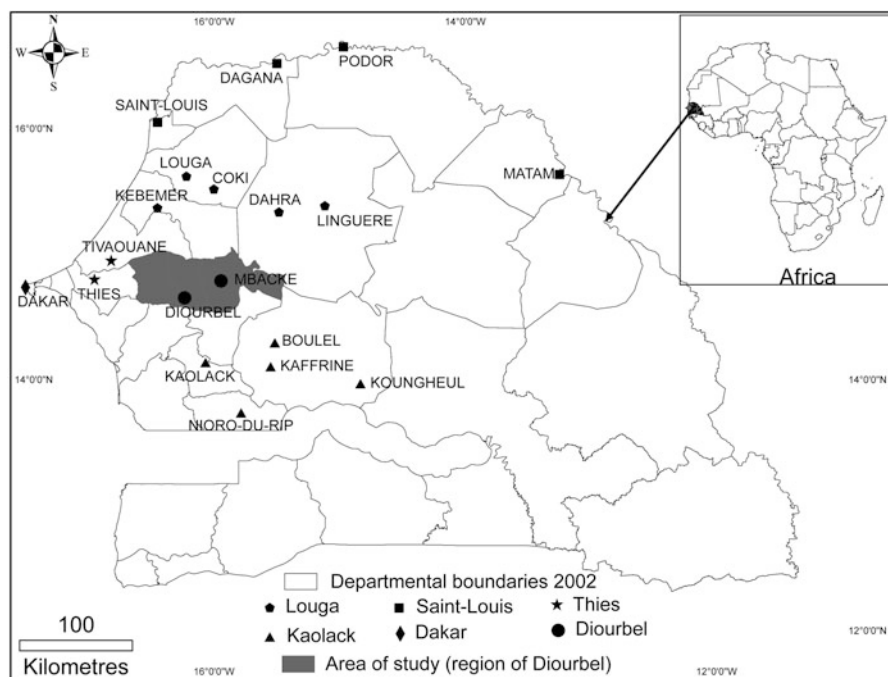 16°0'0"W
14°0'0"W
N
W
E
S
PODOR
DAGANA
SAINT-LOUIS
16°0'0"N
LOUGA
COKI
MATAM
KEBEMER
DAHRA
LINGUERE
TIVAOUANE
Africa
MBACKE
DAKAR
THIES
DIOURBEL
BOULEL
KAFFRINE
KAOLACK
KOUNGHEUL
14°0'0"N
14°0'0"N
NIORO-DU-RIP
Departmental boundaries 2002
Louga
Saint-Louis
Thies
Kaolack
Dakar
Diourbel
100
Kilometres
12°0'0"N
Area of study (region of Diourbel)
16°0'0"W
12°0'0"W